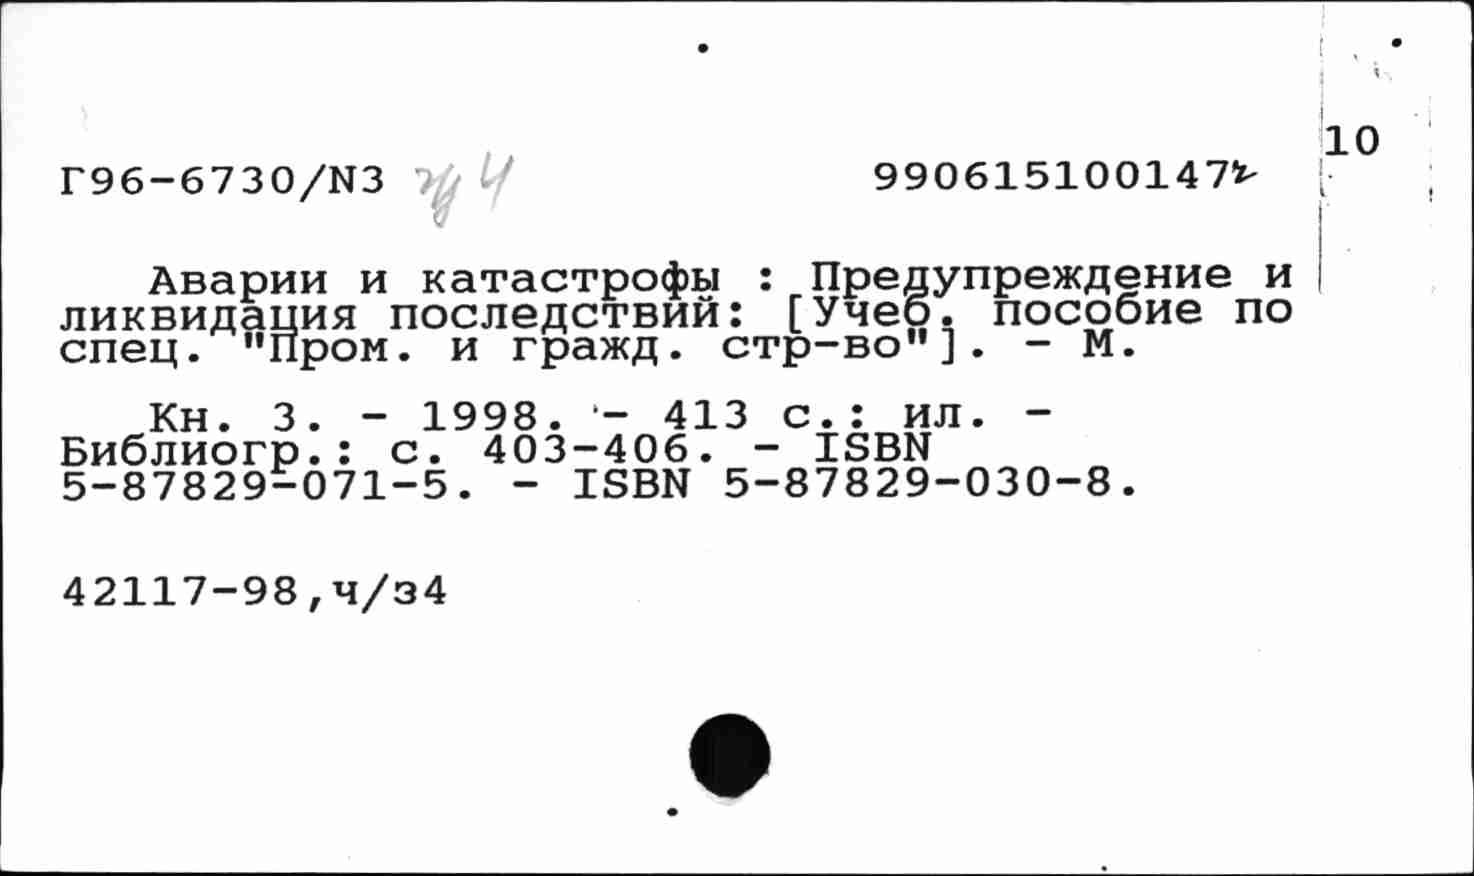 10
Г96-6730/N3 ч 9906151001472
Аварии и катастрофы : Предупреждение и
ликвидация последствий: [Учеб. пособие по
спец. "Пром. и гражд. стр-во"]. - М.
Кн. 3. - 1998. - 413 с.: ил. -
Библиогр.: с. 403-406. - ISBN
5-87829-071-5. - ISBN 5-87829-030-8.
42117-98,ч/з4